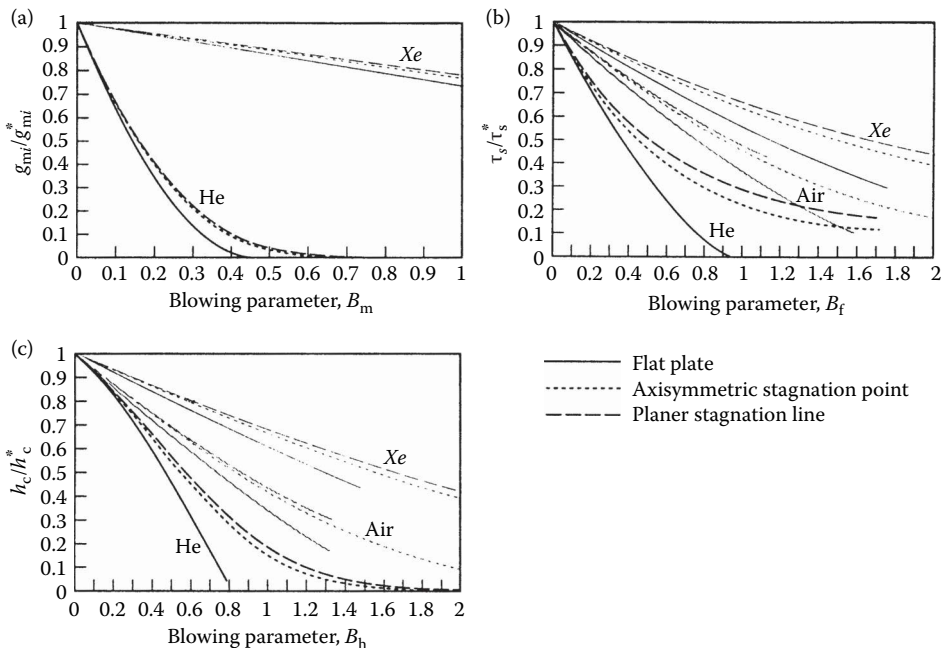 (a)
1
0.9
0.8
0.7
0.6
0.5
0.4
0.3
0.2
0.1
0
g_mi/g*_mi
Xe
He
0 0.1 0.2 0.3 0.4 0.5 0.6 0.7 0.8 0.9 1
Blowing parameter, B_m
(b)
1
0.9
0.8
0.7
0.6
0.5
0.4
0.3
0.2
0.1
0
τ_s/τ*_s
Xe
Air
He
0 0.2 0.4 0.6 0.8 1 1.2 1.4 1.6 1.8 2
Blowing parameter, B_f
(c)
1
0.9
0.8
0.7
0.6
0.5
0.4
0.3
0.2
0.1
0
h_c/h*_c
Xe
Air
He
0 0.2 0.4 0.6 0.8 1 1.2 1.4 1.6 1.8 2
Blowing parameter, B_h
Flat plate
Axisymmetric stagnation point
Planer stagnation line